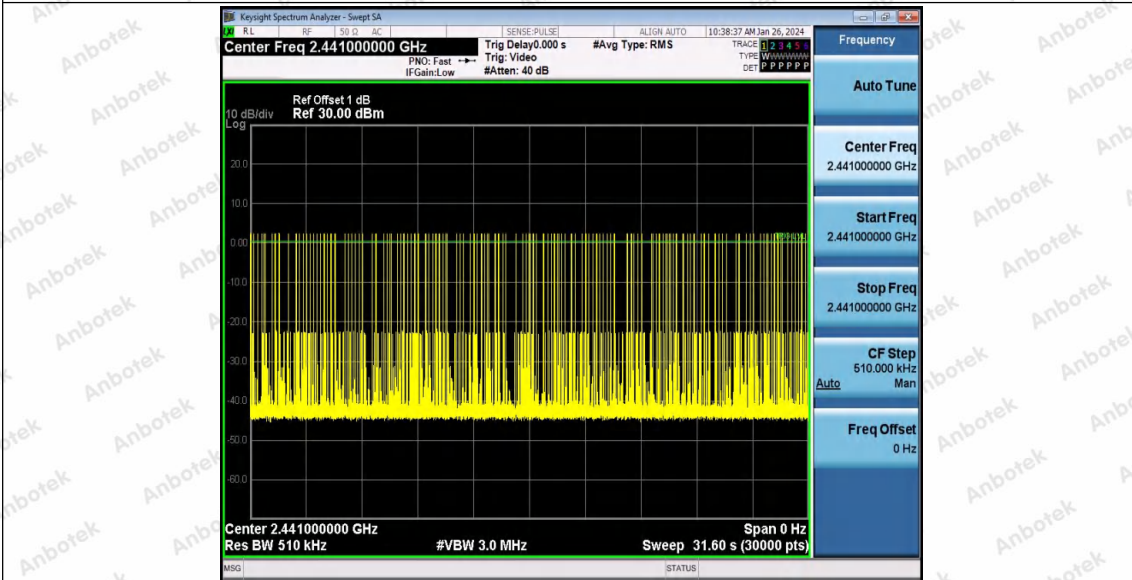 Keysight Spectrum Analyzer - Swept SA
RL RF 50 Ω AC SENSE:PULSE ALIGN AUTO 10:38:37 AM Jan 26, 2024
Center Freq 2.441000000 GHz
PNO: Fast
IFGain:Low
Trig Delay0.000 s
Trig: Video
#Atten: 40 dB
#Avg Type: RMS
TRACE 1 2 3 4 5 6
TYPE WWWWWW
DET P P P P P P
Ref Offset 1 dB
10 dB/div Ref 30.00 dBm
Log
20.0
10.0
0.00
-10.0
-20.0
-30.0
-40.0
-50.0
-60.0
Center 2.441000000 GHz Span 0 Hz
Res BW 510 kHz #VBW 3.0 MHz Sweep 31.60 s (30000 pts)
MSG STATUS
Frequency
Auto Tune
Center Freq
2.441000000 GHz
Start Freq
2.441000000 GHz
Stop Freq
2.441000000 GHz
CF Step
510.000 kHz
Auto Man
Freq Offset
0 Hz
Anbotek